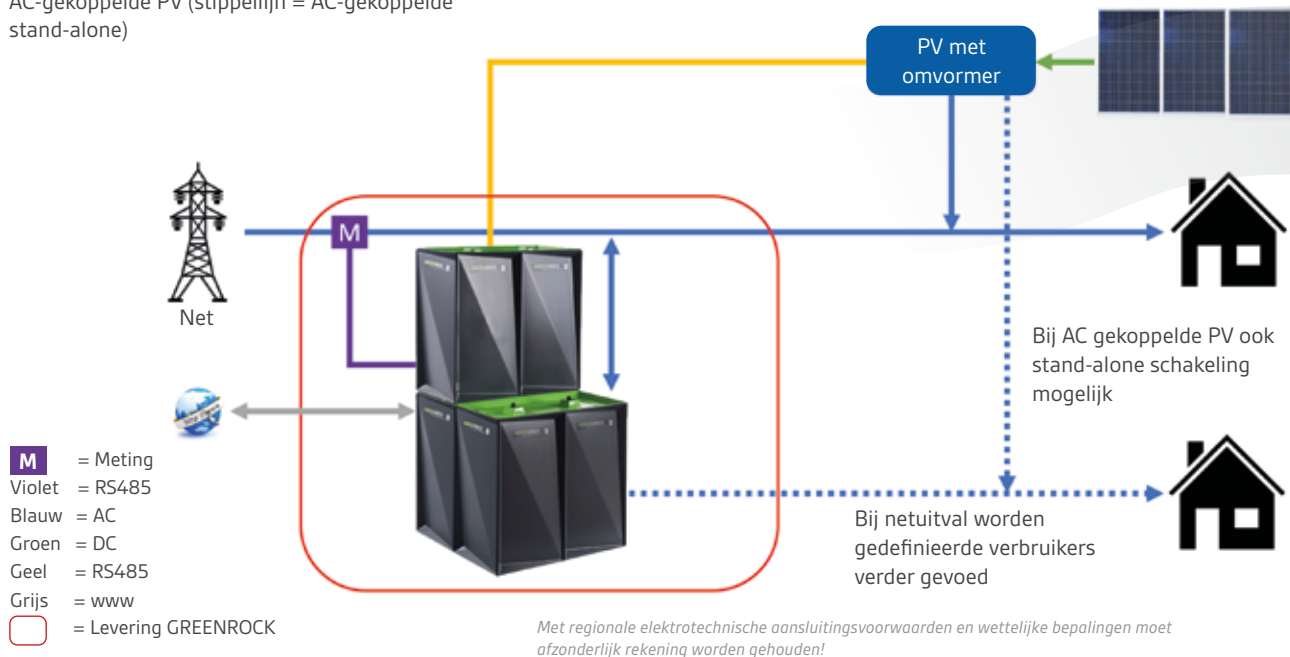 AC-gekoppelde PV (stippellijn = AC-gekoppelde
stand-alone)
PV met
omvormer
M
Net
Bij AC gekoppelde PV ook
stand-alone schakeling
mogelijk
Bij netuitval worden
gedefinieerde verbruikers
verder gevoed
M = Meting
Violet = RS485
Blauw = AC
Groen = DC
Geel = RS485
Grijs = www
= Levering GREENROCK
Met regionale elektrotechnische aansluitingsvoorwaarden en wettelijke bepalingen moet
afzonderlijk rekening worden gehouden!